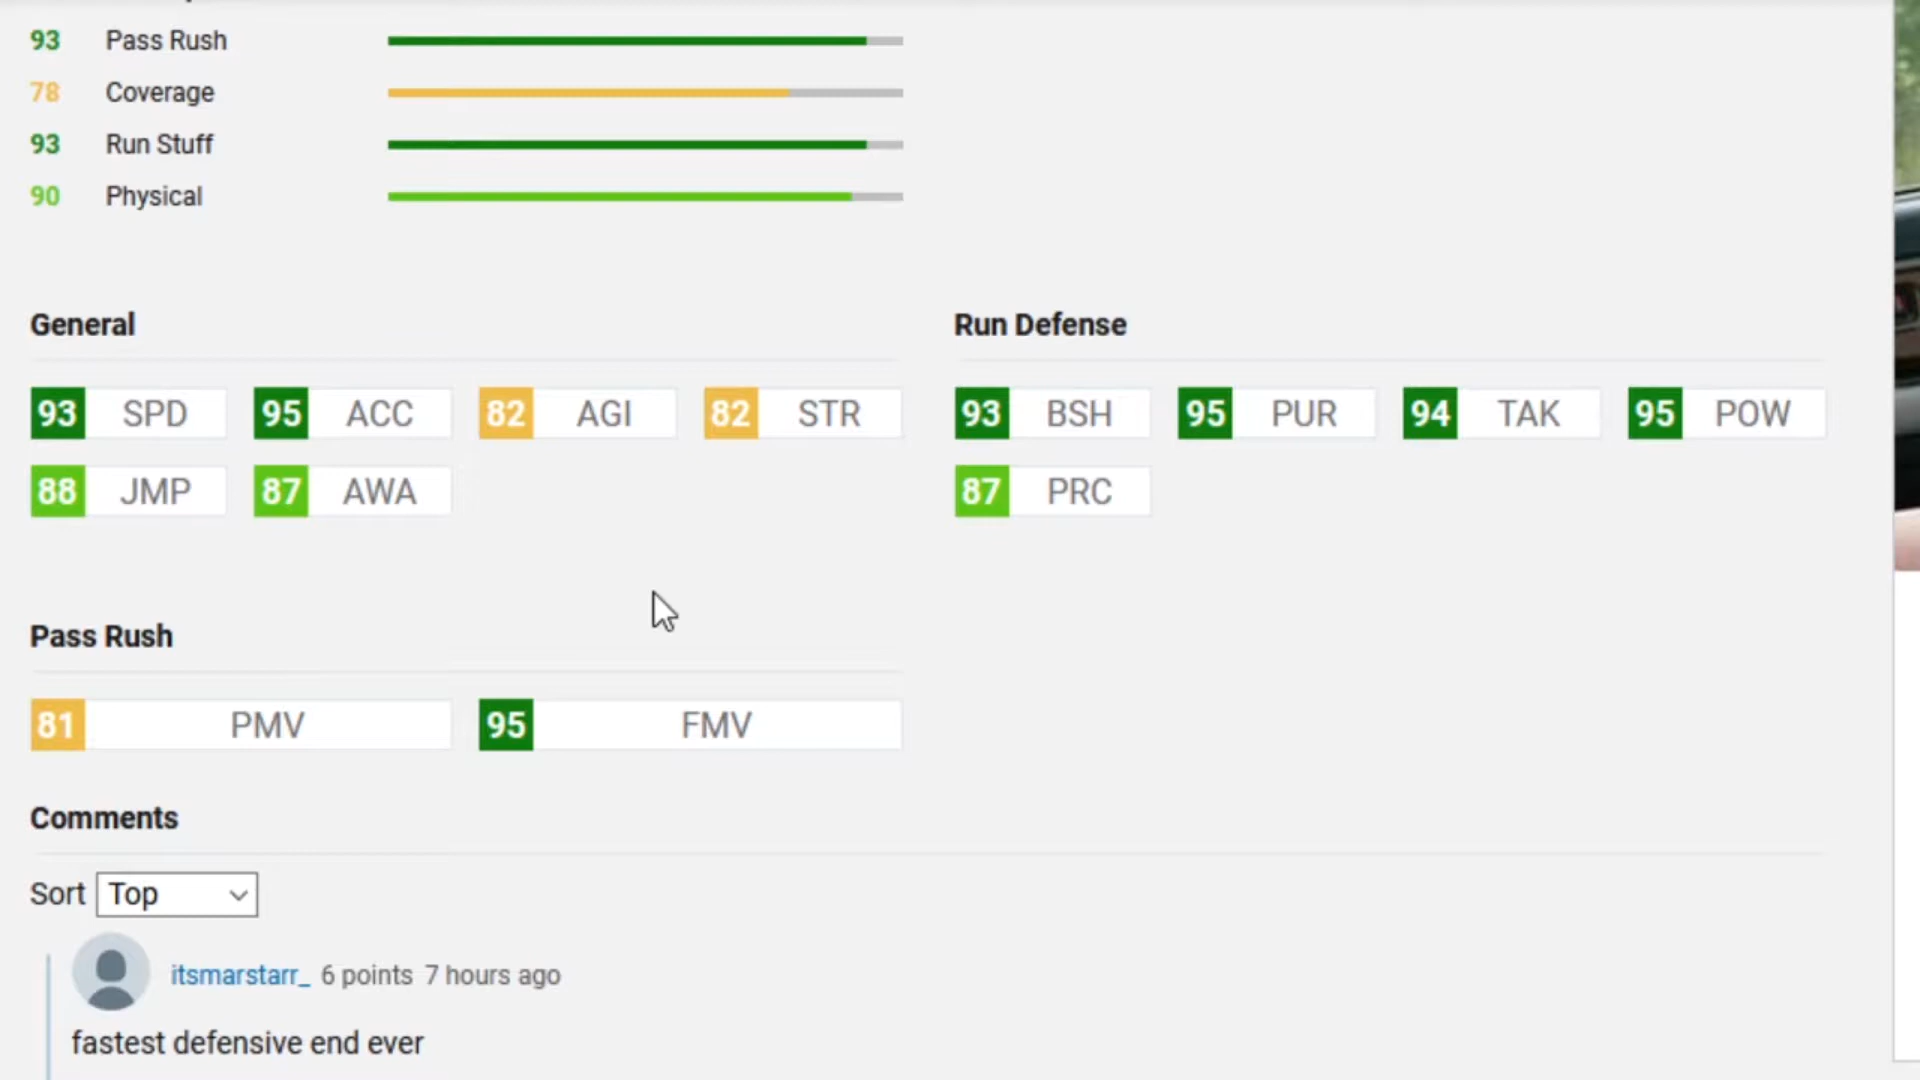 93 Pass Rush
78 Coverage
93 Run Stuff
90 Physical
General
93 SPD 95 ACC 82 AGI 82 STR
88 JMP 87 AWA
Run Defense
93 BSH 95 PUR 94 TAK 95 POW
87 PRC
Pass Rush
81 PMV 95 FMV
Comments
Sort Top
itsmarstarr_ 6 points 7 hours ago
fastest defensive end ever